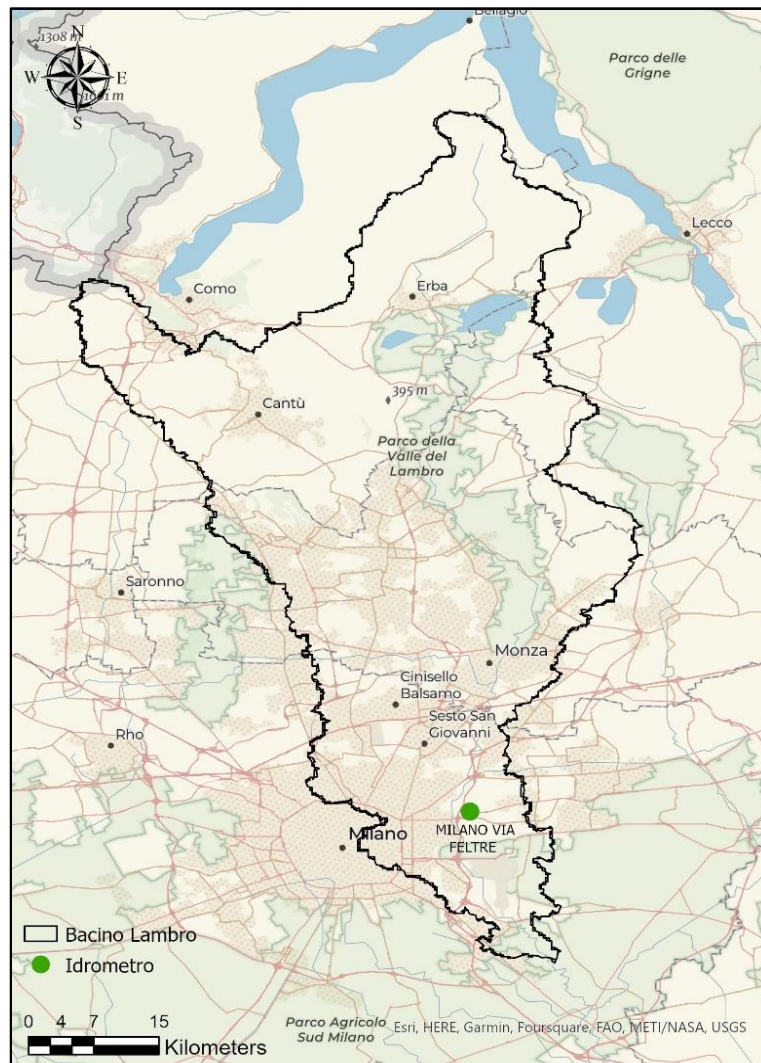 Bellagio
1308 m
N
W
E
S
Parco delle
Grigne
Lecco
Como
Erba
Cantù
395 m
Parco della
Valle del
Lambro
Saronno
Monza
Cinisello
Balsamo
Sesto San
Giovanni
Rho
Milano
MILANO VIA
FELTRE
Bacino Lambro
Idrometro
0 4 7 15
Kilometers
Parco Agricolo
Sud Milano
Esri, HERE, Garmin, Foursquare, FAO, METI/NASA, USGS